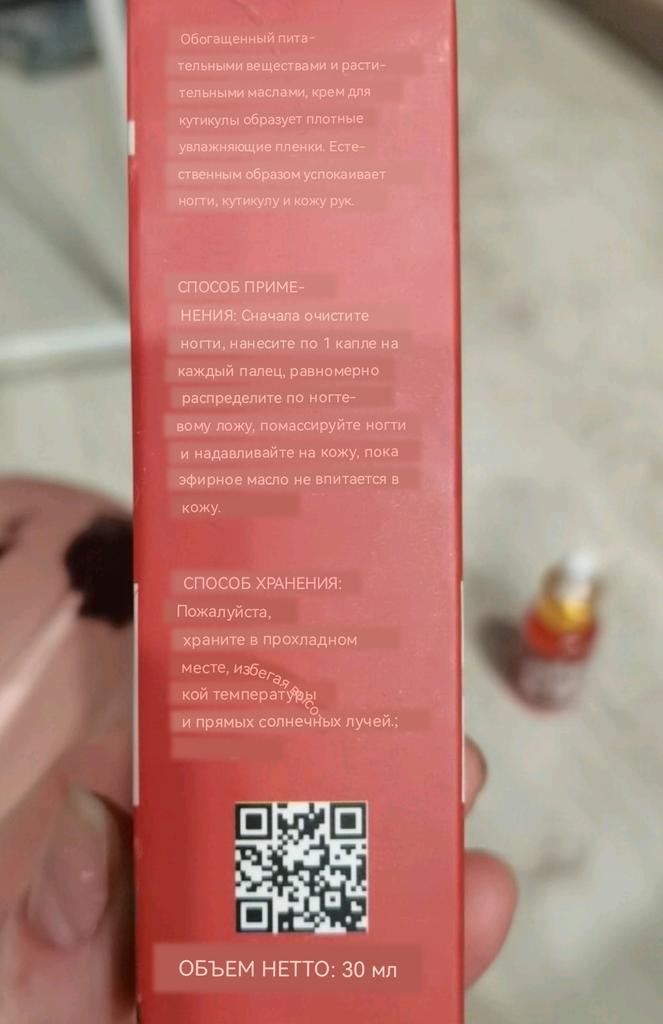 Обогащенный пита-
тельными веществами и расти-
тельными маслами, крем для
кутикулы образует плотные
увлажняющие пленки. Есте-
ственным образом успокаивает
ногти, кутикулу и кожу рук.
СПОСОБ ПРИМЕ-
НЕНИЯ: Сначала очистите
ногти, нанесите по 1 капле на
каждый палец, равномерно
распределите по ногте-
вому ложу, помассируйте ногти
и надавливайте на кожу, пока
эфирное масло не впитается в
кожу.
СПОСОБ ХРАНЕНИЯ:
Пожалуйста,
храните в прохладном
месте, избегая высо-
кой температуры
и прямых солнечных лучей.;
ОБЪЕМ НЕТТО: 30 мл